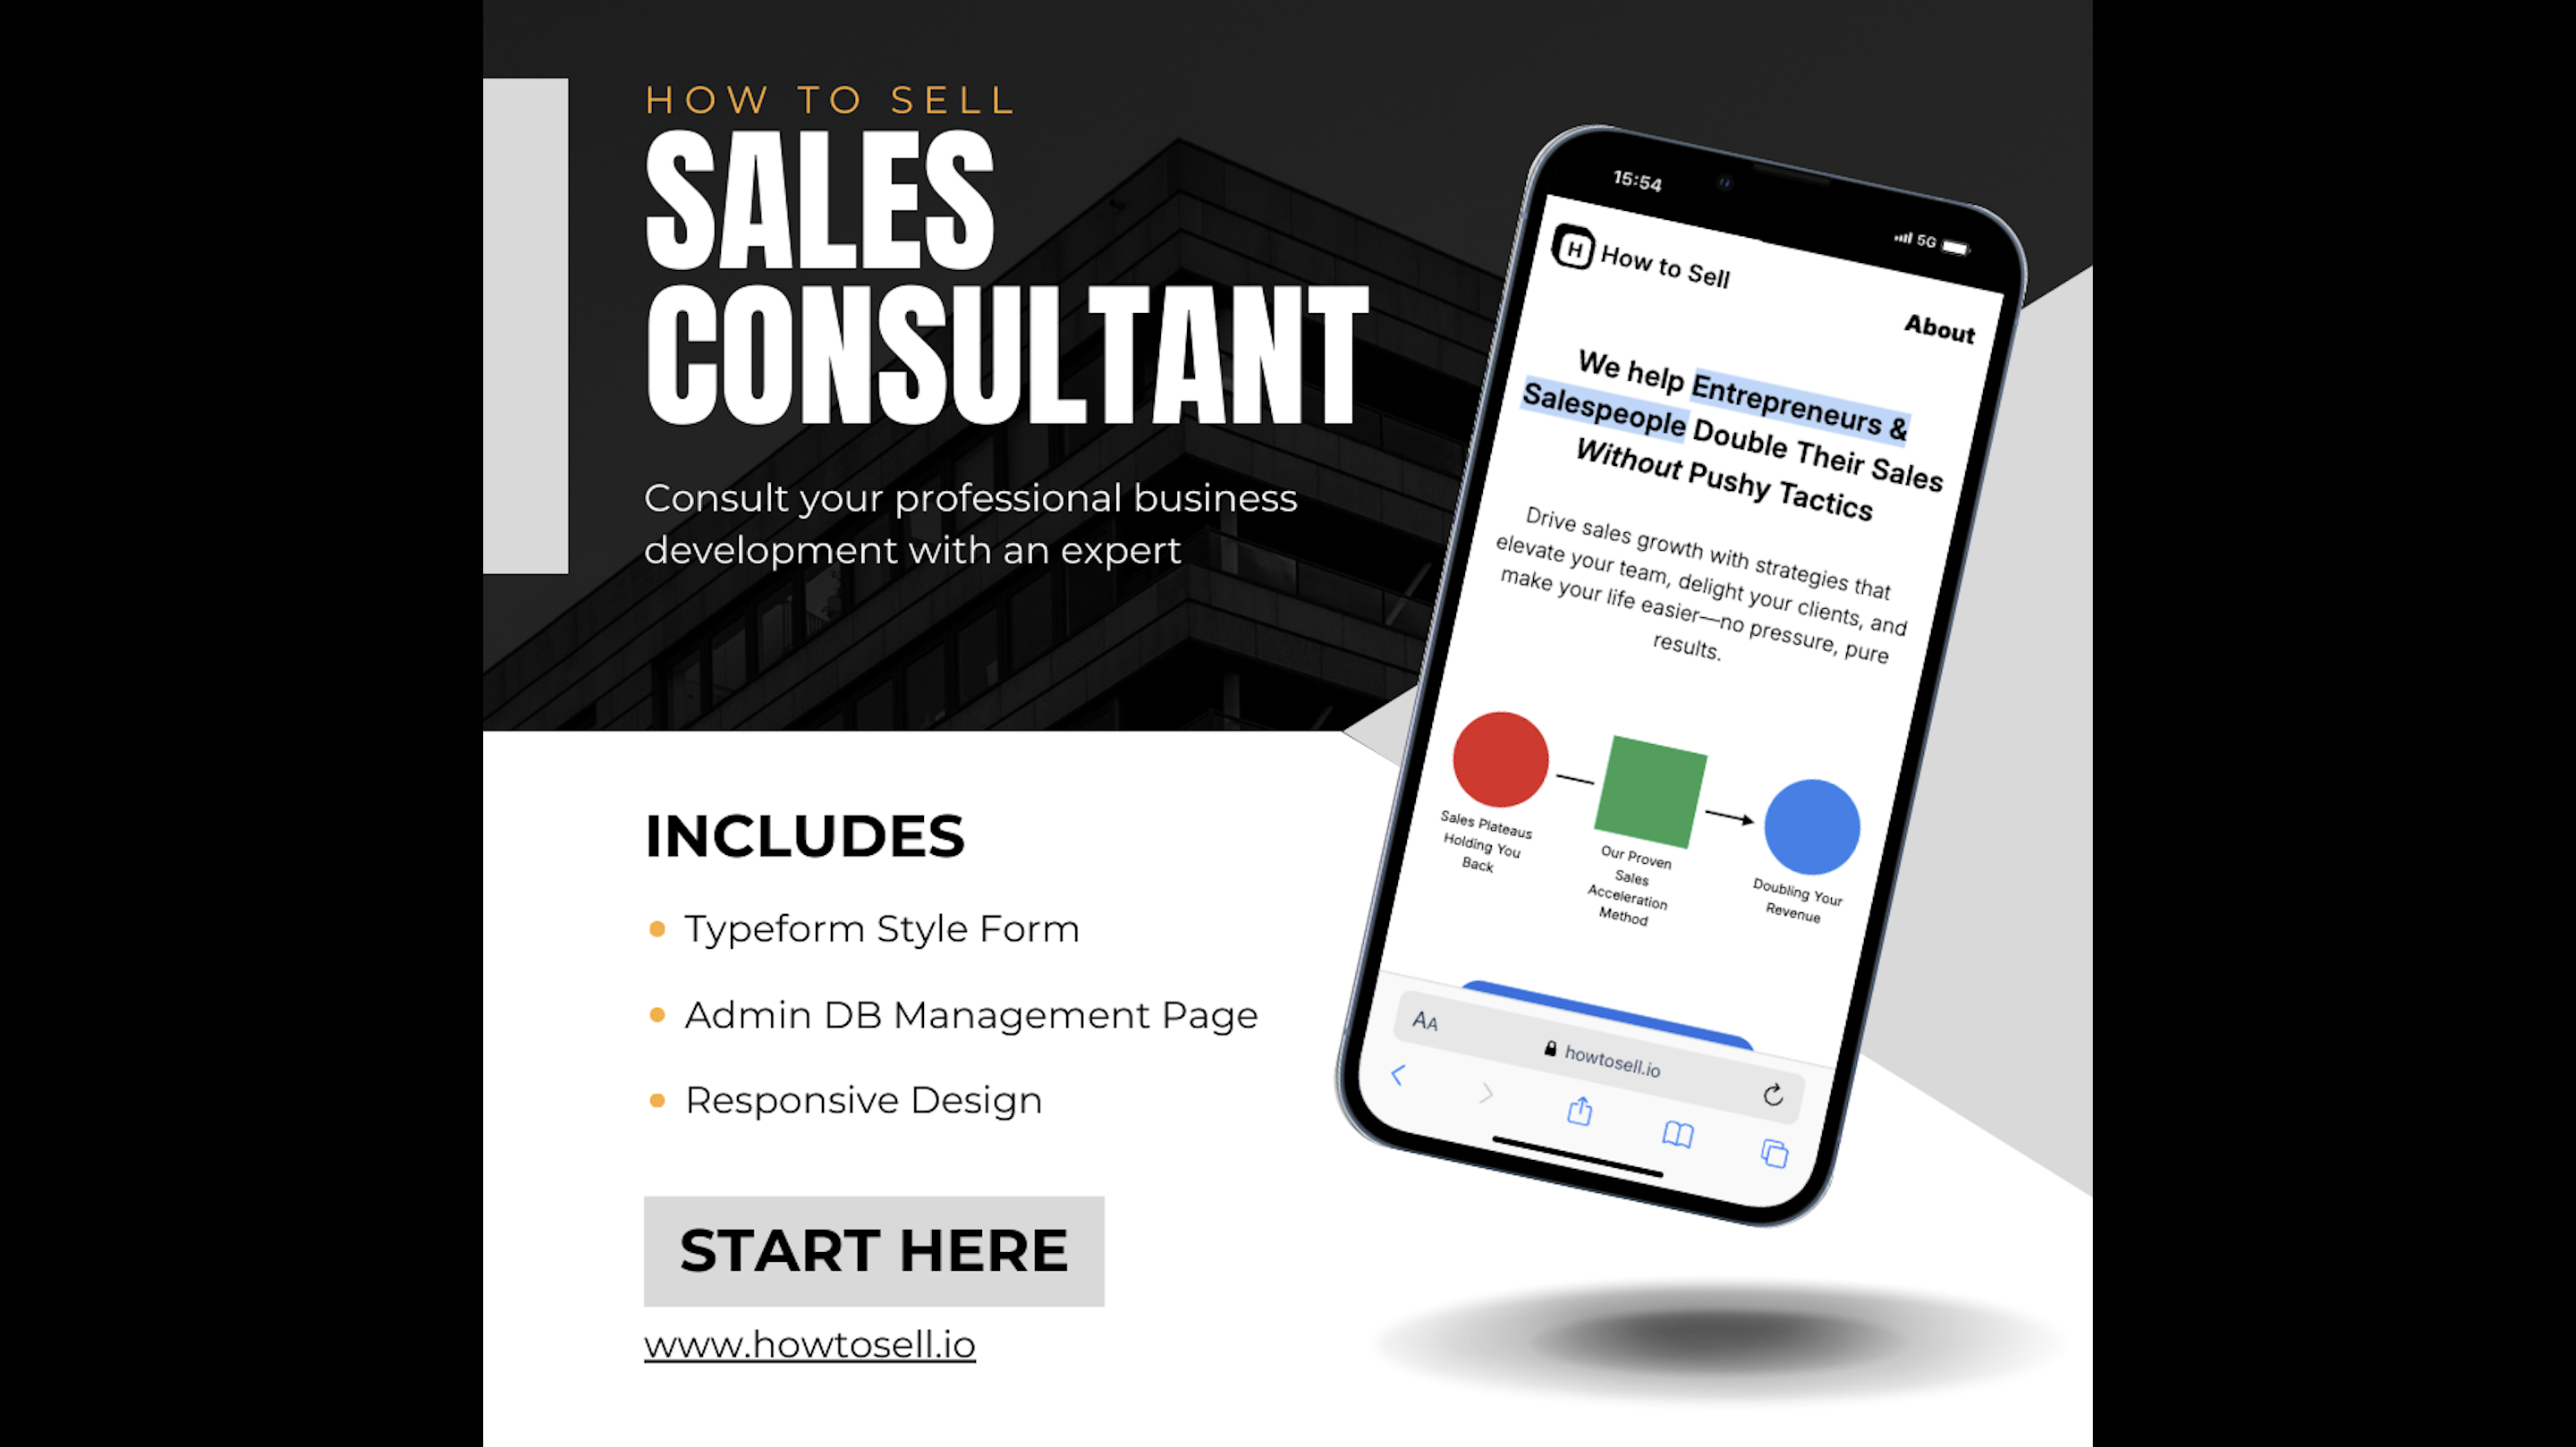 HOW TO SELL
SALES
CONSULTANT
Consult your professional business
development with an expert
INCLUDES
Typeform Style Form
Admin DB Management Page
Responsive Design
START HERE
www.howtosell.io
15:54
5G
H How to Sell
About
We help Entrepreneurs &
Salespeople Double Their Sales
Without Pushy Tactics
Drive sales growth with strategies that
elevate your team, delight your clients, and
make your life easier—no pressure, pure
results.
Sales Plateaus
Holding You
Back
Our Proven
Sales
Acceleration
Method
Doubling Your
Revenue
AA
howtosell.io